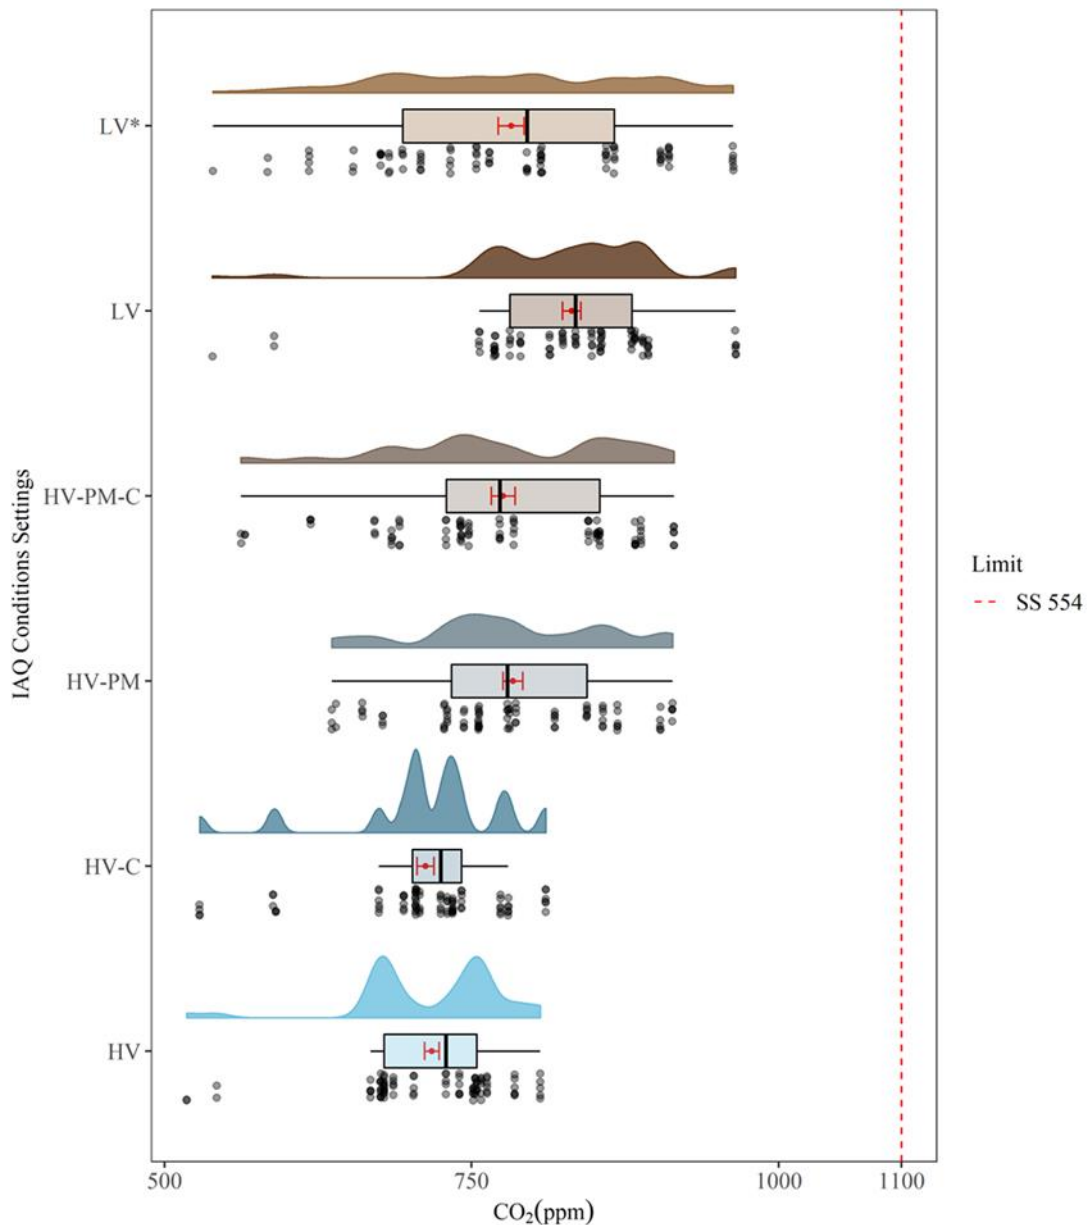 LV*
LV
HV-PM-C
HV-PM
HV-C
HV
IAQ Conditions Settings
500
750
1000
1100
CO₂(ppm)
Limit
SS 554